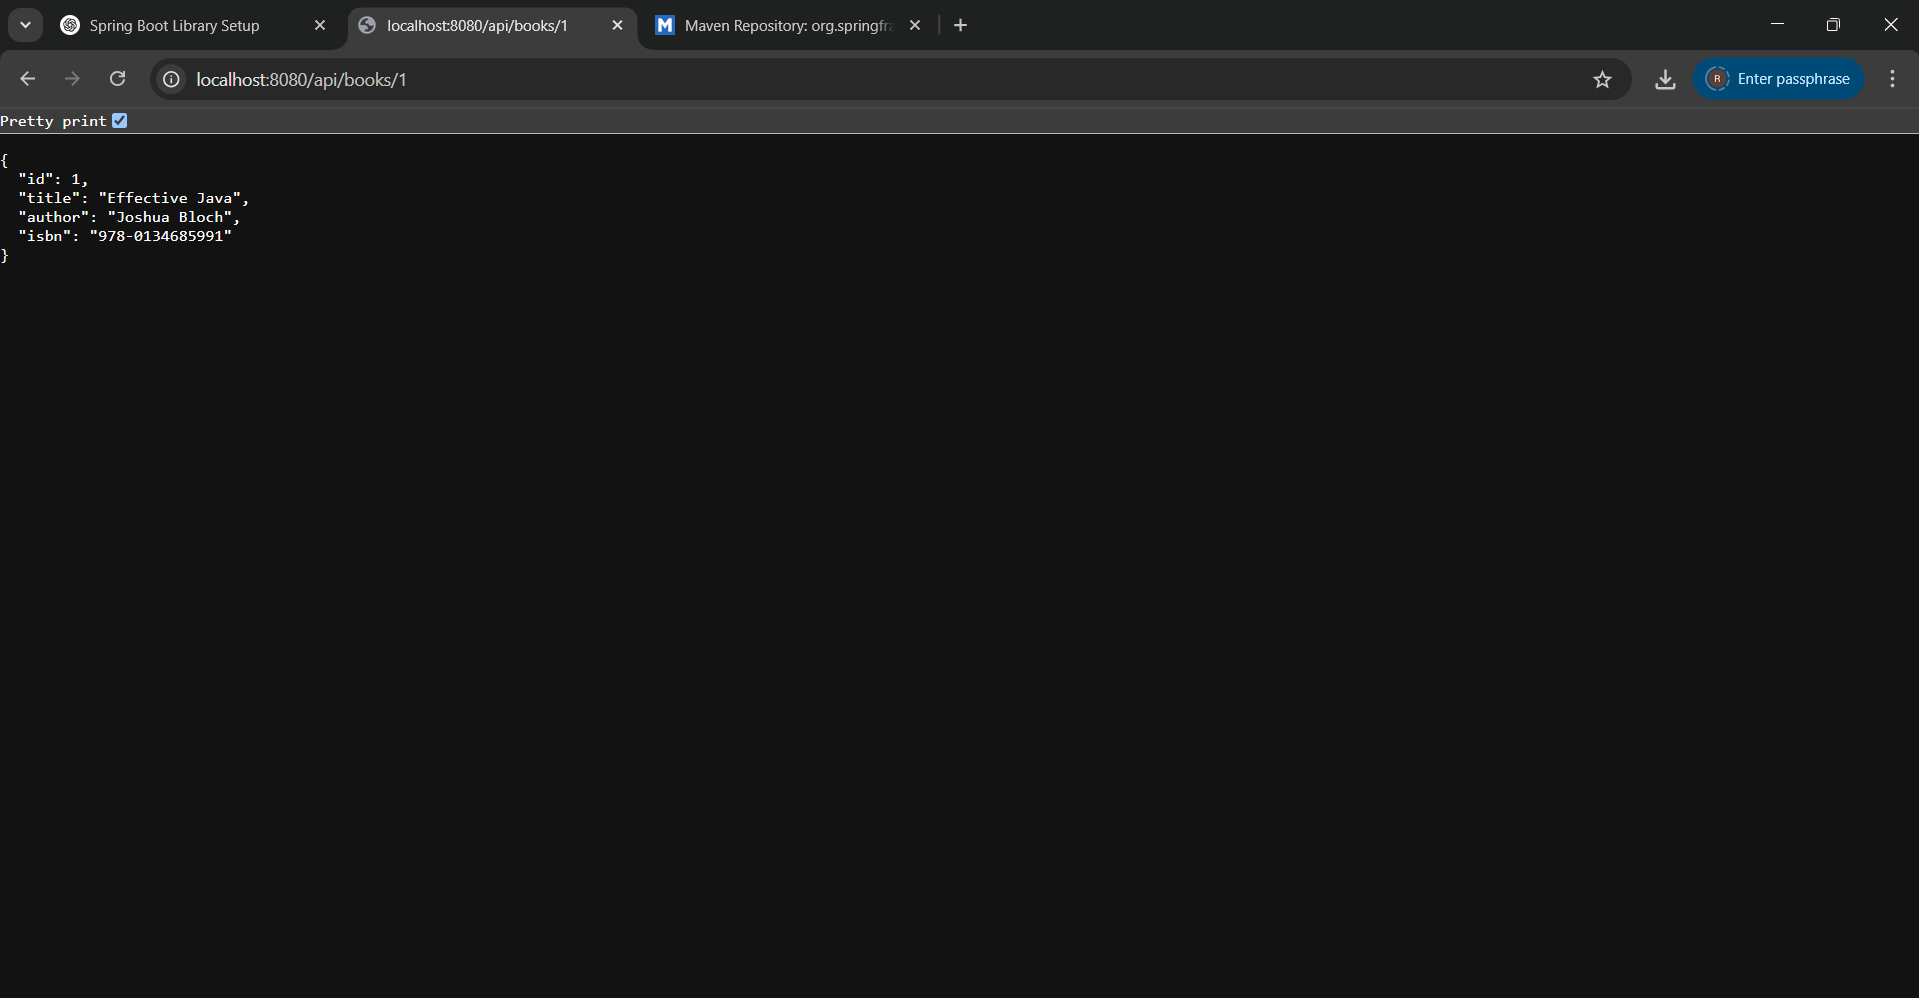 Spring Boot Library Setup
localhost:8080/api/books/1
Maven Repository: org.springfra
localhost:8080/api/books/1
R
Enter passphrase
Pretty print
{
  "id": 1,
  "title": "Effective Java",
  "author": "Joshua Bloch",
  "isbn": "978-0134685991"
}